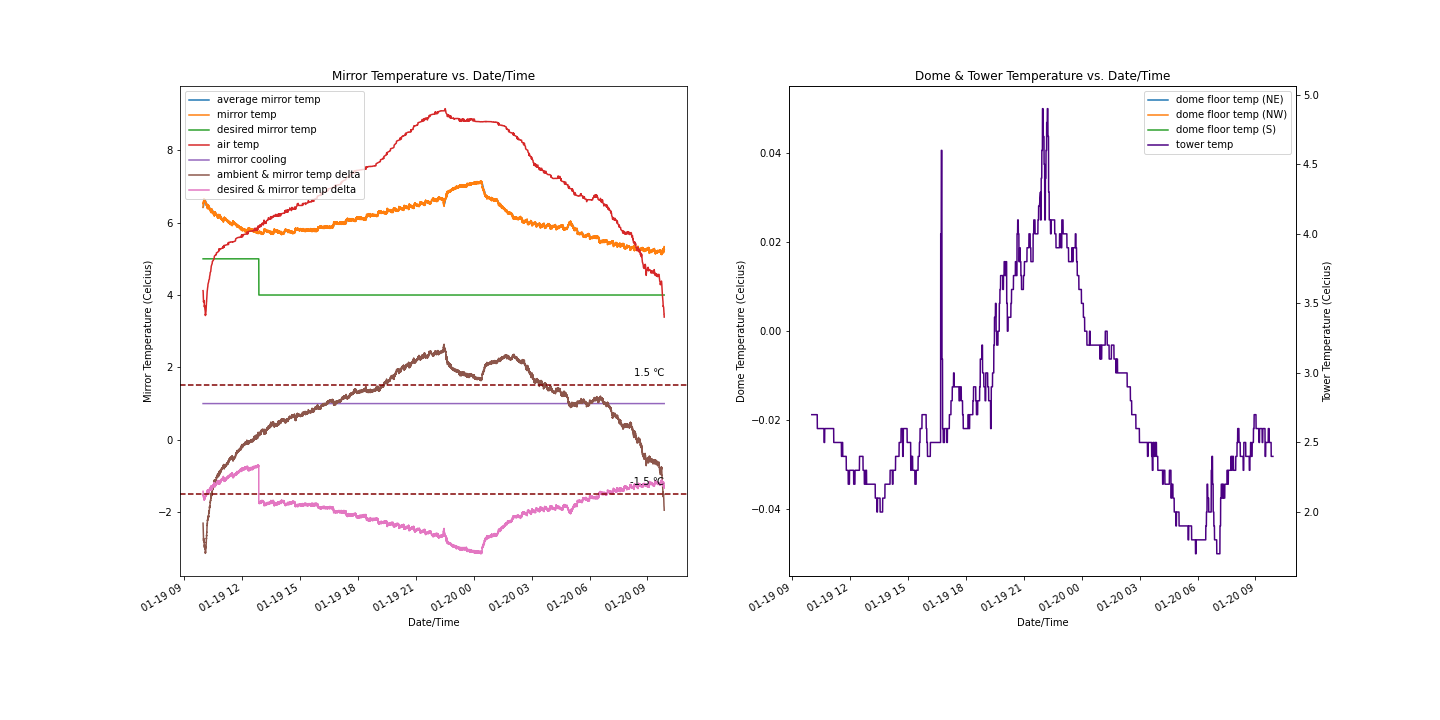 Mirror Temperature vs. Date/Time
average mirror temp
mirror temp
desired mirror temp
air temp
mirror cooling
ambient & mirror temp delta
desired & mirror temp delta
Mirror Temperature (Celcius)
8
6
4
2
0
−2
1.5 ℃
-1.5 ℃
01-19 09
01-19 12
01-19 15
01-19 18
01-19 21
01-20 00
01-20 03
01-20 06
01-20 09
Date/Time
Dome & Tower Temperature vs. Date/Time
dome floor temp (NE)
dome floor temp (NW)
dome floor temp (S)
tower temp
Dome Temperature (Celcius)
0.04
0.02
0.00
−0.02
−0.04
5.0
4.5
4.0
3.5
3.0
2.5
2.0
Tower Temperature (Celcius)
01-19 09
01-19 12
01-19 15
01-19 18
01-19 21
01-20 00
01-20 03
01-20 06
01-20 09
Date/Time